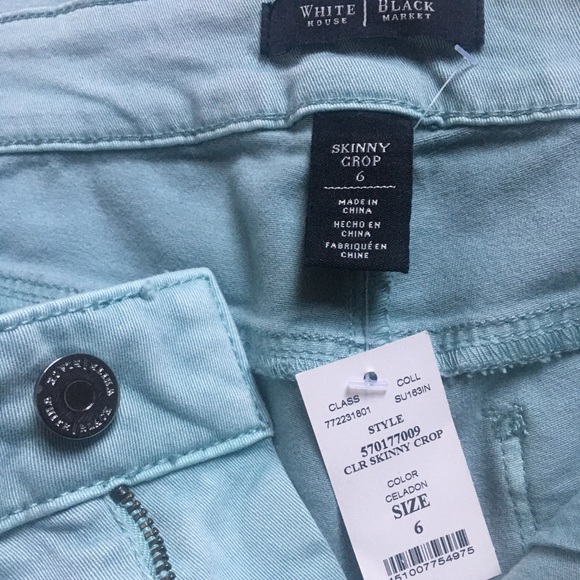 WHITE | BLACK
HOUSE | MARKET
SKINNY
CROP
6
MADE IN
CHINA
HECHO EN
CHINA
FABRIQUÉ EN
CHINE
CLASS COLL
772231801 SU163IN
STYLE
570177009
CLR SKINNY CROP
COLOR
CELADON
SIZE
6
451007754975